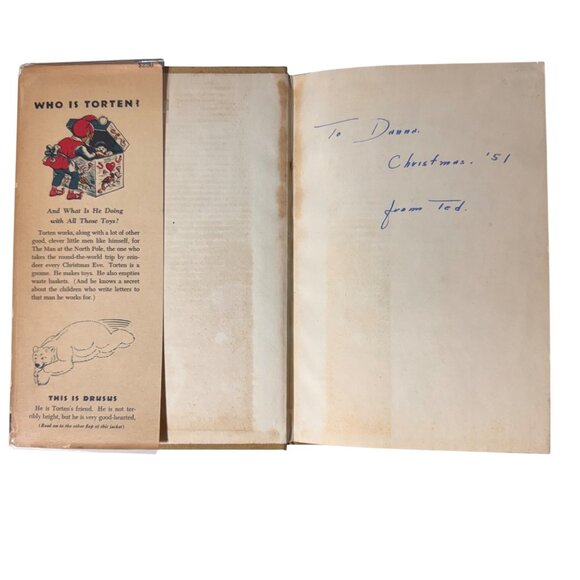 WHO IS TORTEN?
And What Is He Doing
with All Those Toys?
Torten works, along with a lot of other
good, clever little men like himself, for
The Man at the North Pole, the one who
takes the round-the-world trip by rein-
deer every Christmas Eve. Torten is a
gnome. He makes toys. He also empties
waste baskets. (And he knows a secret
about the children who write letters to
that man he works for.)
THIS IS DRUSUS
He is Torten's friend. He is not ter-
ribly bright, but he is very good-hearted,
(Read on to the other flap of this jacket)
To Danna.
Christmas. '51
from Ted.